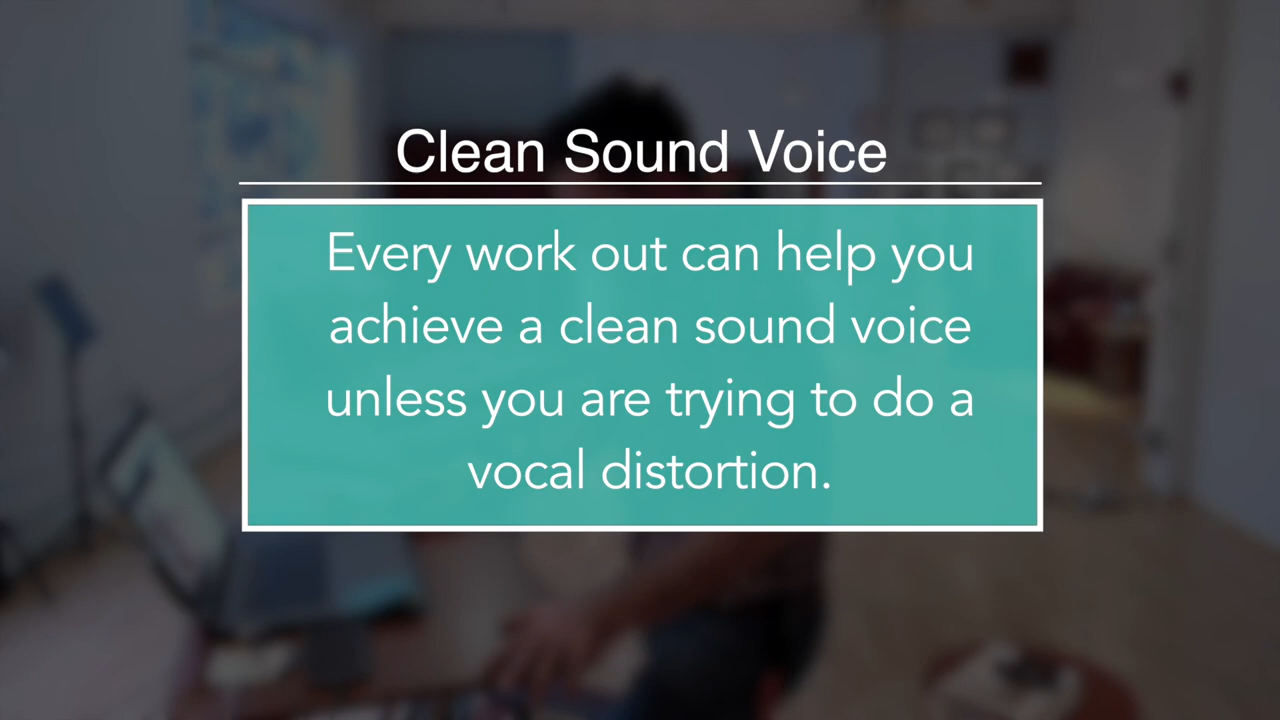 Clean Sound Voice
Every work out can help you
achieve a clean sound voice
unless you are trying to do a
vocal distortion.